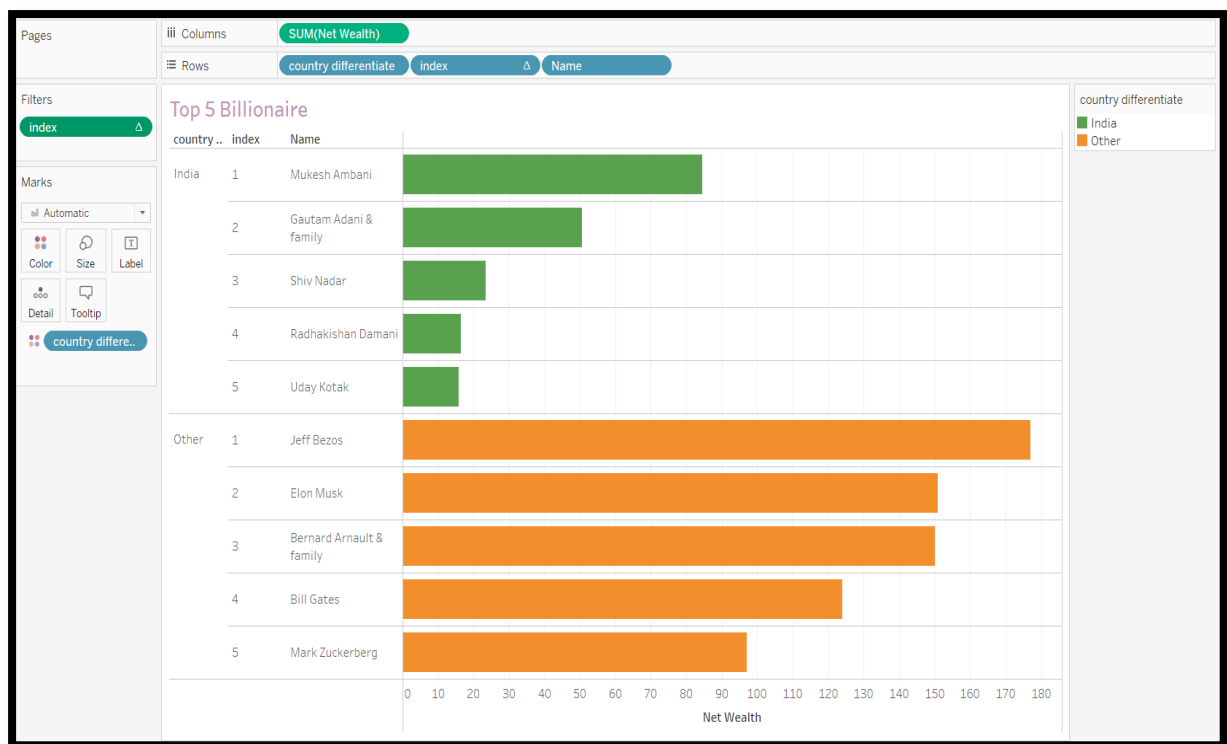 Pages
iii Columns
SUM(Net Wealth)
Rows
country differentiate
index Δ
Name
Filters
index Δ
Marks
Automatic
Color
Size
Label
Detail
Tooltip
country differe..
Top 5 Billionaire
country .. index Name
India 1 Mukesh Ambani
2 Gautam Adani &
family
3 Shiv Nadar
4 Radhakishan Damani
5 Uday Kotak
Other 1 Jeff Bezos
2 Elon Musk
3 Bernard Arnault &
family
4 Bill Gates
5 Mark Zuckerberg
0 10 20 30 40 50 60 70 80 90 100 110 120 130 140 150 160 170 180
Net Wealth
country differentiate
India
Other